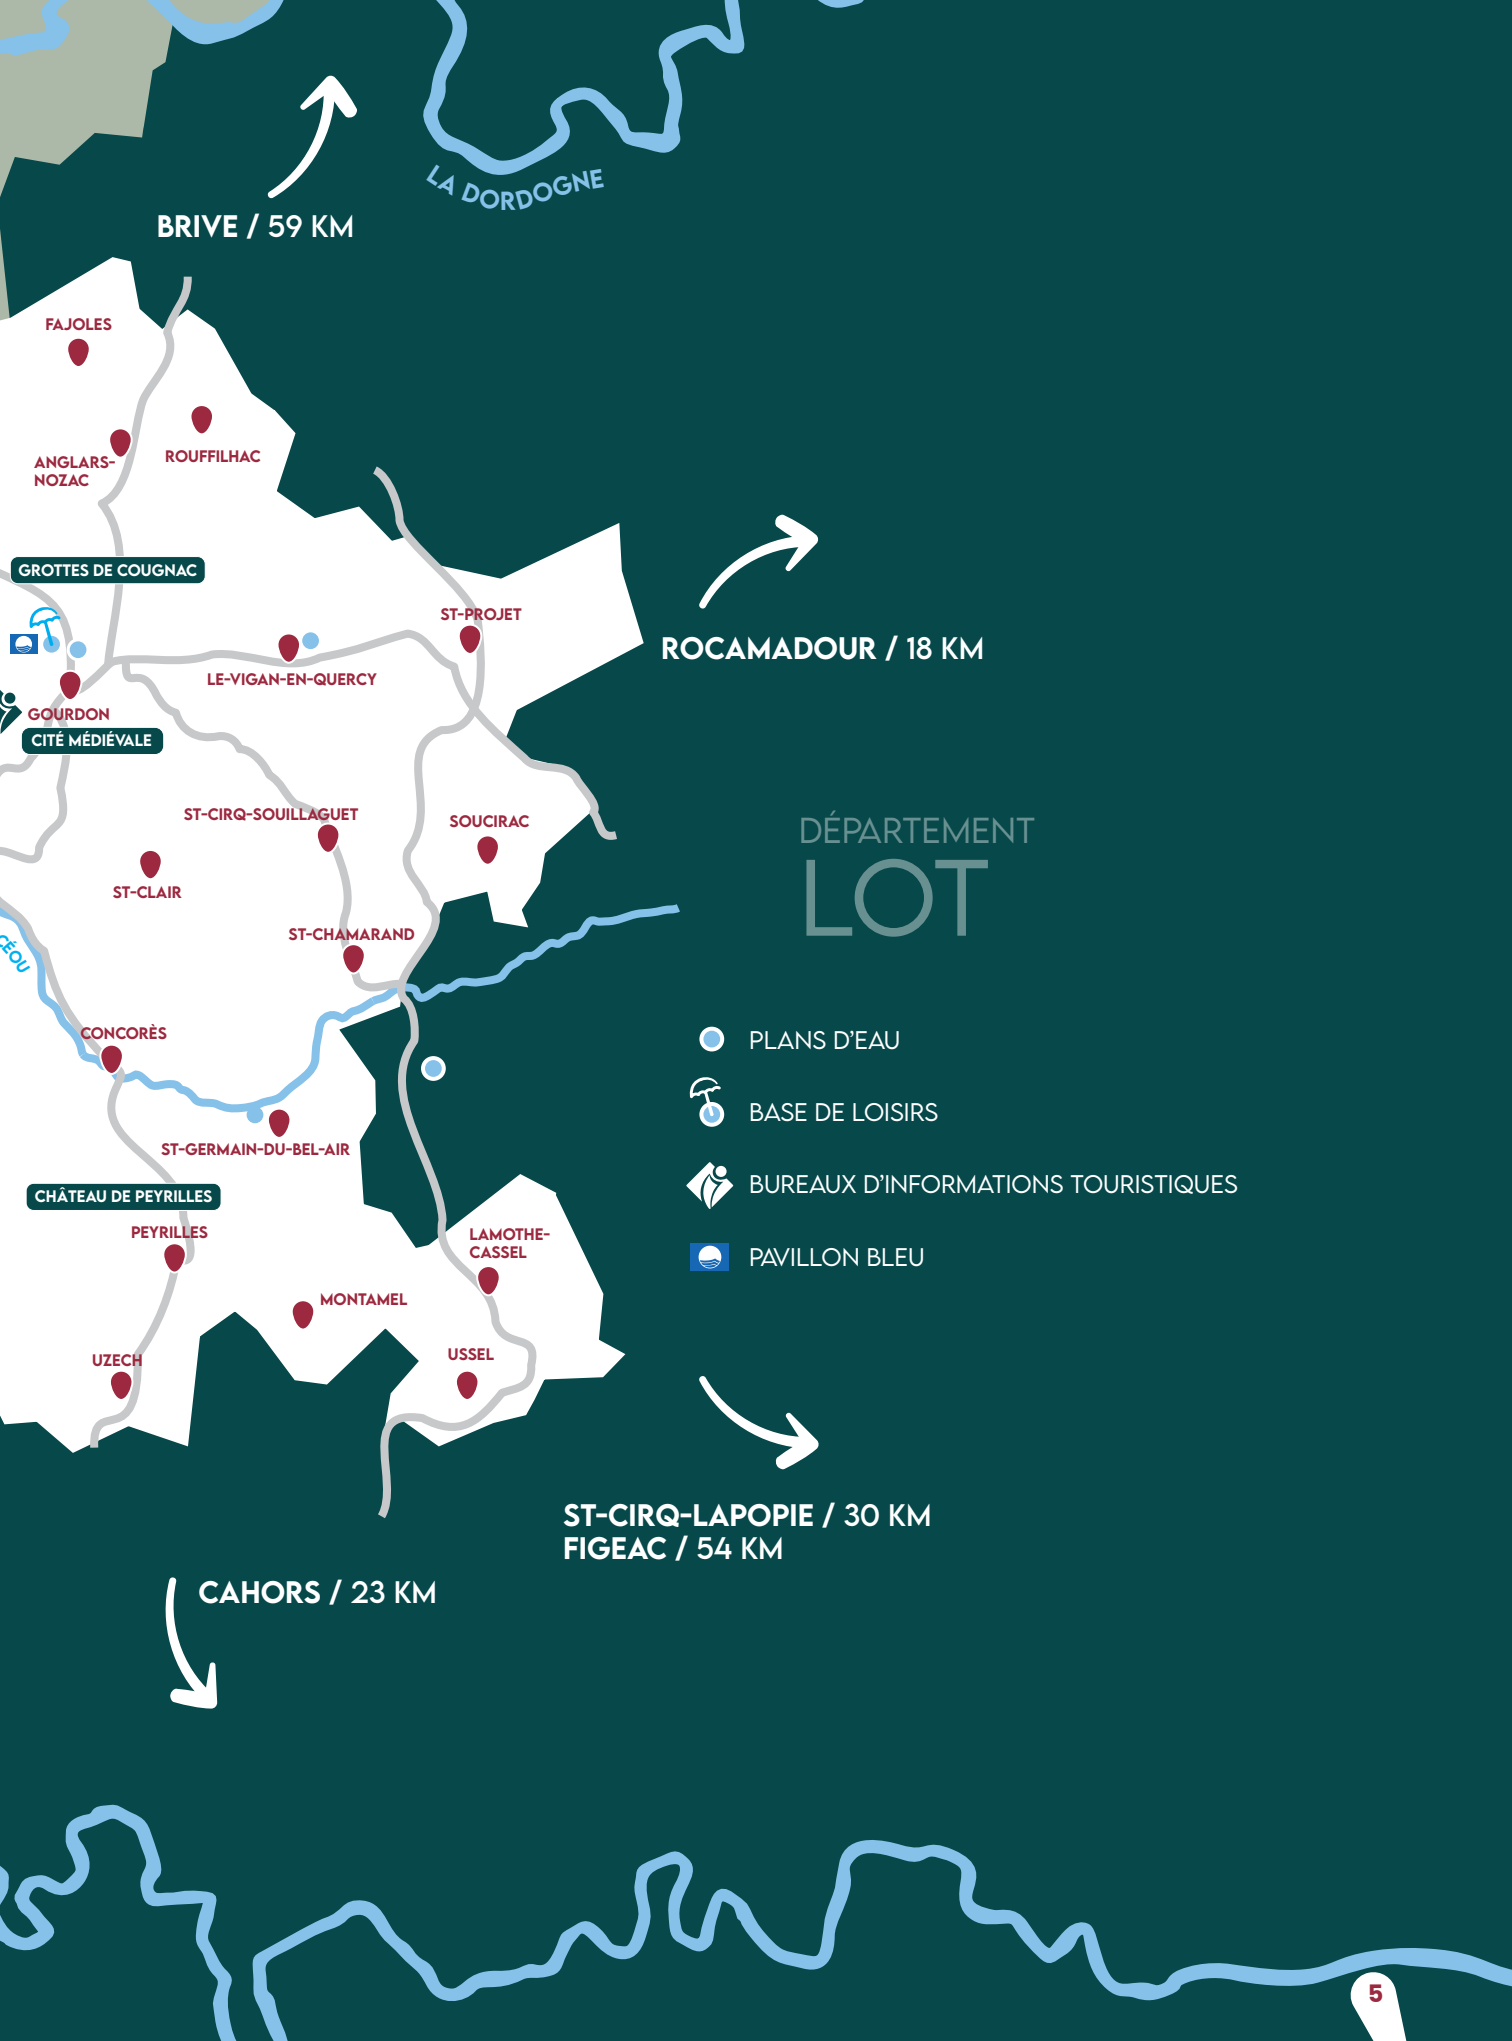 LA DORDOGNE
BRIVE / 59 KM
FAJOLES
ANGLARS-
NOZAC
ROUFFILHAC
GROTTES DE COUGNAC
ST-PROJET
ROCAMADOUR / 18 KM
LE-VIGAN-EN-QUERCY
GOURDON
CITÉ MÉDIÉVALE
ST-CIRQ-SOUILLAGUET
SOUCIRAC
DÉPARTEMENT
LOT
ST-CLAIR
ST-CHAMARAND
CÉOU
CONCORÈS
PLANS D'EAU
BASE DE LOISIRS
ST-GERMAIN-DU-BEL-AIR
BUREAUX D'INFORMATIONS TOURISTIQUES
CHÂTEAU DE PEYRILLES
PEYRILLES
LAMOTHE-
CASSEL
PAVILLON BLEU
MONTAMEL
UZECH
USSEL
ST-CIRQ-LAPOPIE / 30 KM
FIGEAC / 54 KM
CAHORS / 23 KM
5